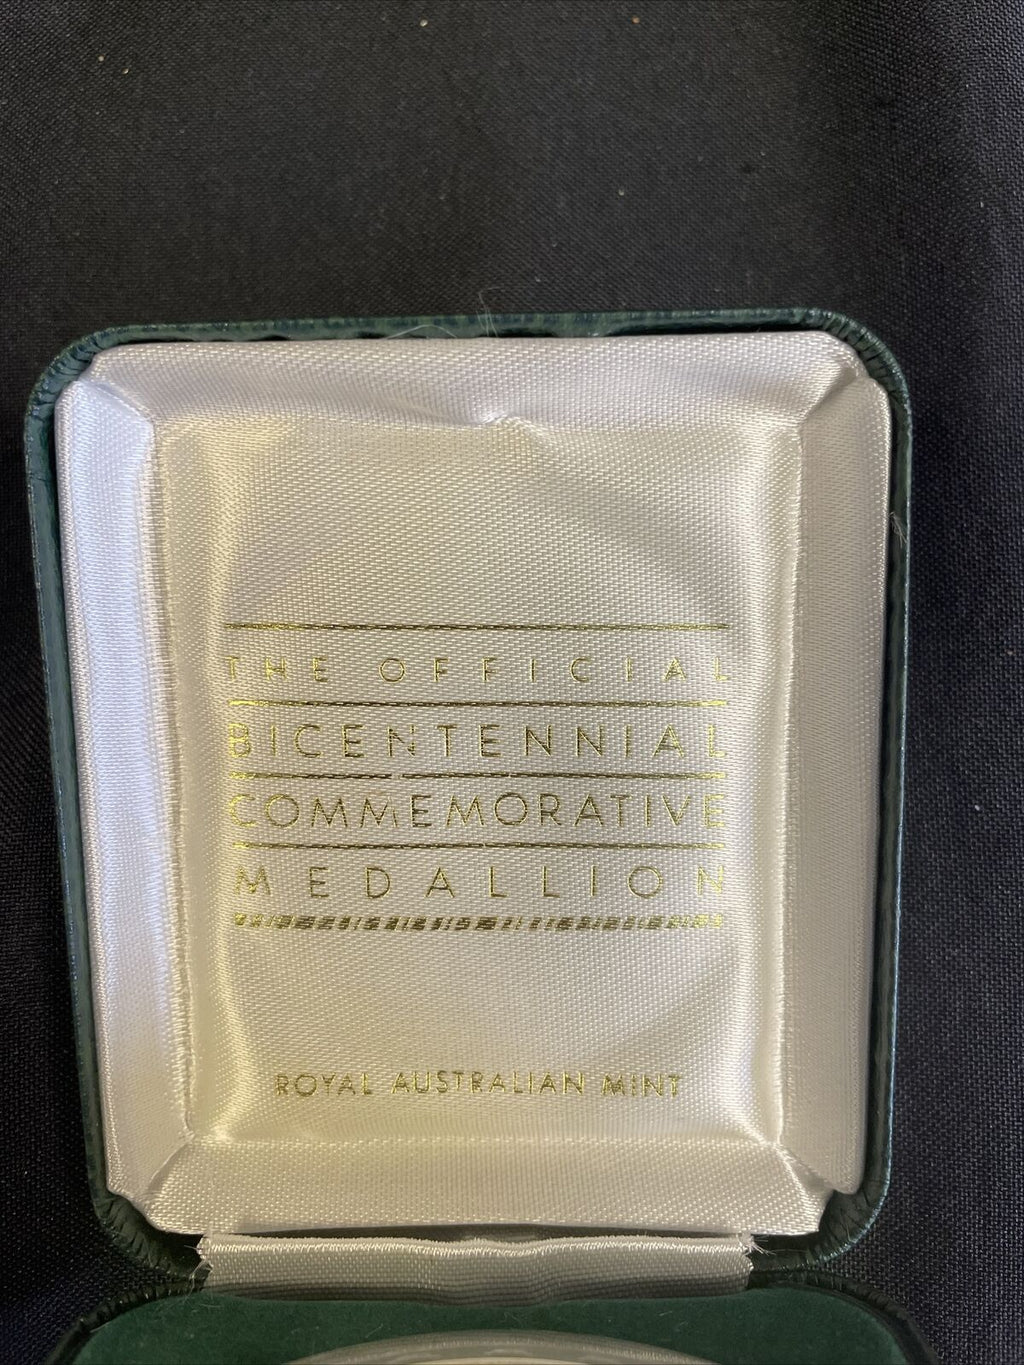 THE OFFICIAL
BICENTENNIAL
COMMEMORATIVE
MEDALLION
ROYAL AUSTRALIAN MINT